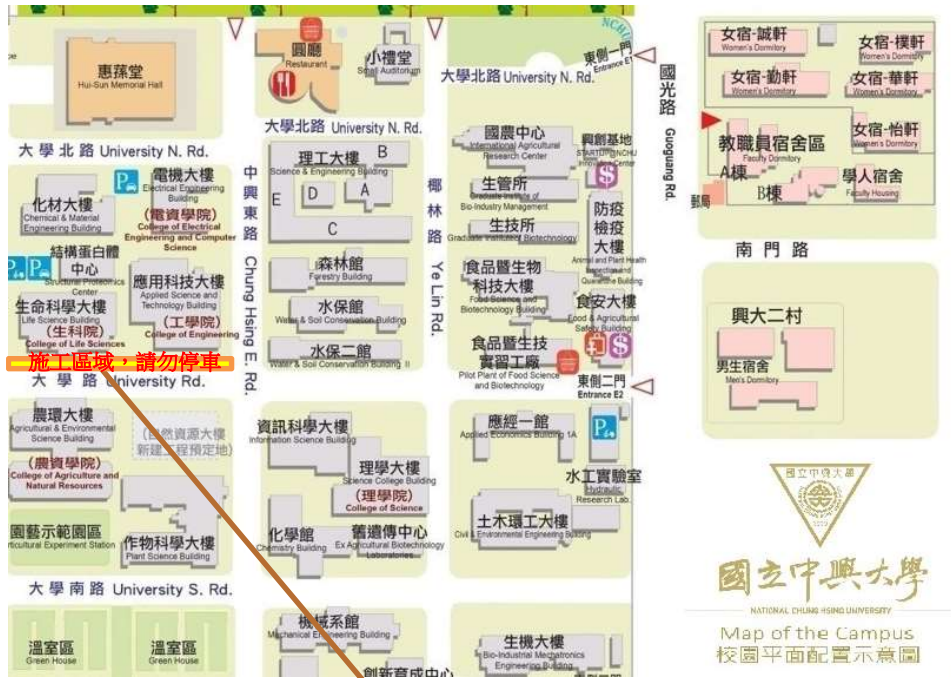 惠蓀堂
Hui-Sun Memorial Hall
圓廳
Restaurant
小禮堂
Small Auditorium
NCHU
東側一門
Entrance E1
大學北路 University N. Rd.
大學北路 University N. Rd.
大學北路 University N. Rd.
國光路 Guoguang Rd.
女宿-誠軒
Women's Dormitory
女宿-樸軒
Women's Dormitory
女宿-勤軒
Women's Dormitory
女宿-華軒
Women's Dormitory
女宿-怡軒
Women's Dormitory
教職員宿舍區
Faculty Dormitory
A棟
B棟
學人宿舍
Faculty Housing
郵局
南門路
興大二村
男生宿舍
Men's Dormitory
電機大樓
Electrical Engineering
Building
(電資學院)
College of Electrical
Engineering and Computer
Science
化材大樓
Chemical & Material
Engineering Building
結構蛋白體
中心
Structural Proteomics
Center
應用科技大樓
Applied Science and
Technology Building
(工學院)
College of Engineering
生命科學大樓
Life Science Building
(生科院)
College of Life Sciences
施工區域，請勿停車
大學路 University Rd.
中興東路 Chung Hsing E. Rd.
理工大樓
Science & Engineering Building
B
A
D
E
C
森林館
Forestry Building
水保館
Water & Soil Conservation Building
水保二館
Water & Soil Conservation Building II
椰林路 Ye Lin Rd.
國農中心
International Agricultural
Research Center
興創基地
STARTUP@NCHU
Innovation Center
生管所
Graduate Institute of
Bio-Industry Management
生技所
Graduate Institute of Biotechnology
防疫
檢疫
大樓
Animal and Plant Health
Inspection and
Quarantine Building
食品暨生物
科技大樓
Food Science and
Biotechnology Building
食安大樓
Food & Agricultural
Safety Building
食品暨生技
實習工廠
Pilot Plant of Food Science
and Biotechnology
東側二門
Entrance E2
農環大樓
Agricultural & Environmental
Science Building
(農資學院)
College of Agriculture and
Natural Resources
(自然資源大樓
新建工程預定地)
園藝示範園區
rticultural Experiment Station
作物科學大樓
Plant Science Building
大學南路 University S. Rd.
溫室區
Green House
溫室區
Green House
資訊科學大樓
Information Science Building
理學大樓
Science College Building
(理學院)
College of Science
化學館
Chemistry Building
舊遺傳中心
Ex Agricultural Biotechnology
Laboratories
機械系館
Mechanical Engineering Building
創新育成中心
應經一館
Applied Economics Building 1A
水工實驗室
Hydraulic
Research Lab.
土木環工大樓
Civil & Environmental Engineering Building
生機大樓
Bio-Industrial Mechatronics
Engineering Building
國立中興大學
國立中興大學
NATIONAL CHUNG HSING UNIVERSITY
Map of the Campus
校園平面配置示意圖